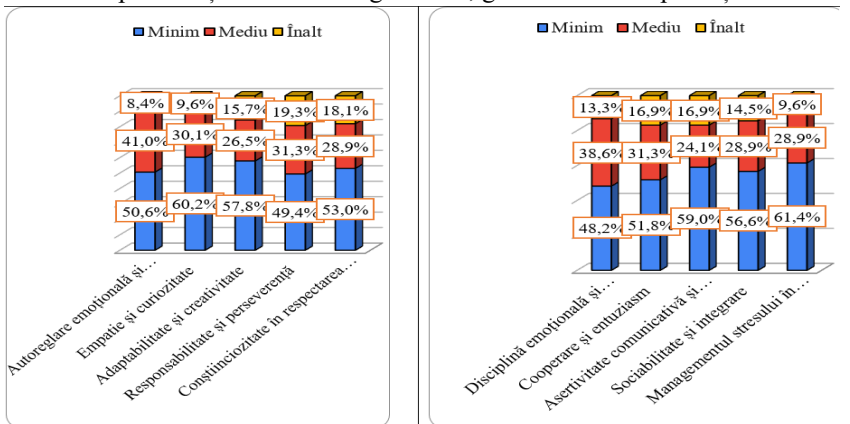 Minim Mediu Înalt
8,4% 9,6% 15,7% 19,3% 18,1%
41,0% 30,1% 26,5% 31,3% 28,9%
50,6% 60,2% 57,8% 49,4% 53,0%
Autoreglare emoțională și…
Empatie și curiozitate
Adaptabilitate și creativitate
Responsabilitate și perseverență
Conștiinciozitate în respectarea…
Minim Mediu Înalt
13,3% 16,9% 16,9% 14,5% 9,6%
38,6% 31,3% 24,1% 28,9% 28,9%
48,2% 51,8% 59,0% 56,6% 61,4%
Disciplină emoțională și…
Cooperare și entuziasm
Asertivitate comunicativă și…
Sociabilitate și integrare
Managementul stresului în…